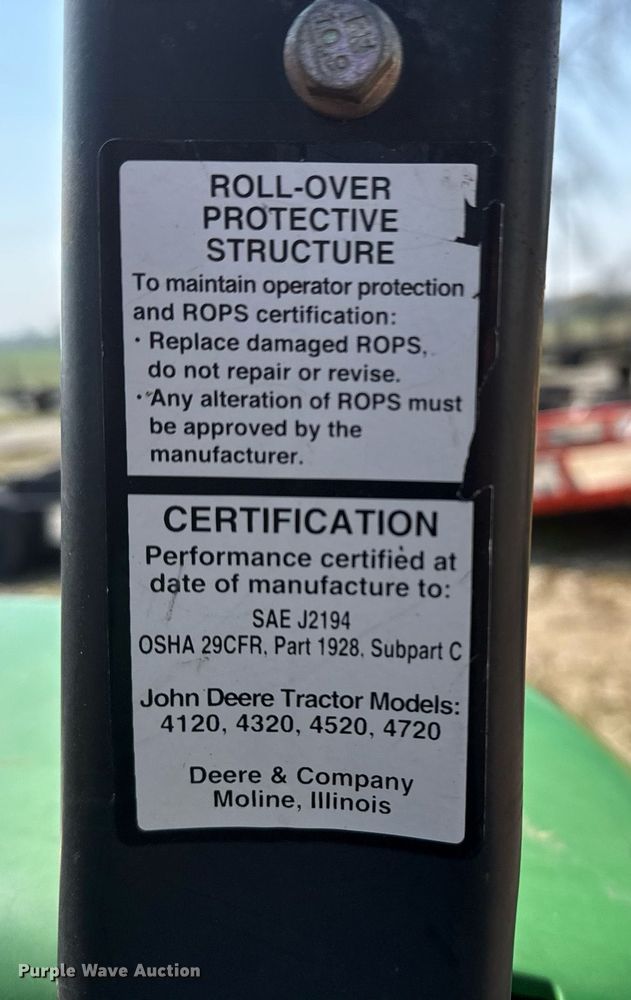 10.9
ROLL-OVER
PROTECTIVE
STRUCTURE
To maintain operator protection
and ROPS certification:
· Replace damaged ROPS,
do not repair or revise.
· Any alteration of ROPS must
be approved by the
manufacturer.
CERTIFICATION
Performance certified at
date of manufacture to:
SAE J2194
OSHA 29CFR, Part 1928, Subpart C
John Deere Tractor Models:
4120, 4320, 4520, 4720
Deere & Company
Moline, Illinois
Purple Wave Auction